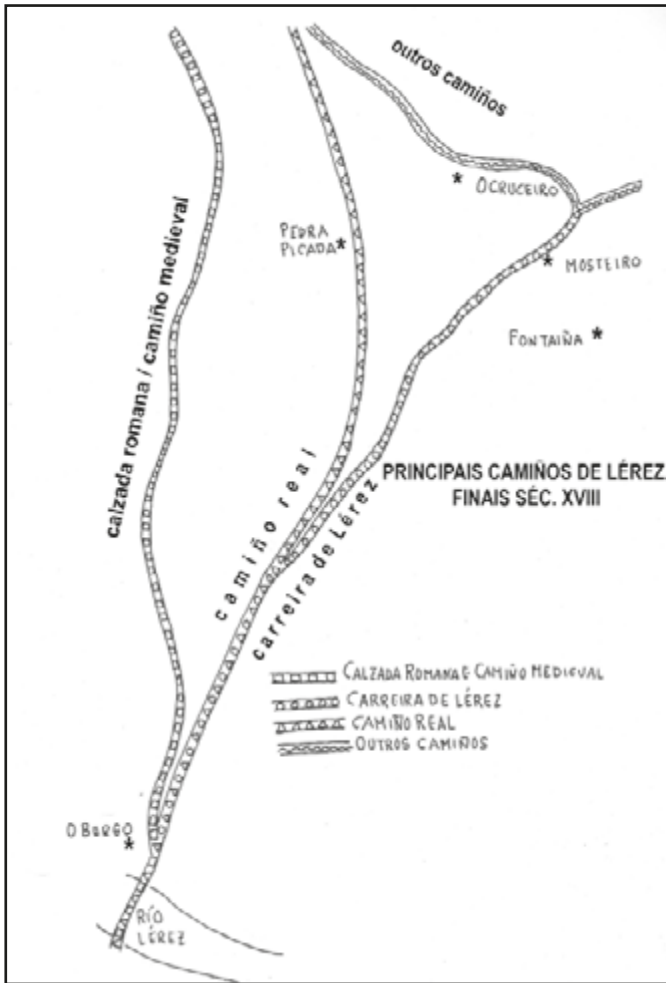 outros camiños
O CRUCEIRO
PEDRA
PICADA
MOSTEIRO
FONTAIÑA
calzada romana / camiño medieval
camiño real
carreira de Lérez
PRINCIPAIS CAMIÑOS DE LÉREZ.
FINAIS SÉC. XVIII
CALZADA ROMANA E CAMIÑO MEDIEVAL
CARREIRA DE LÉREZ
CAMIÑO REAL
OUTROS CAMIÑOS
O BURGO
RÍO
LÉREZ